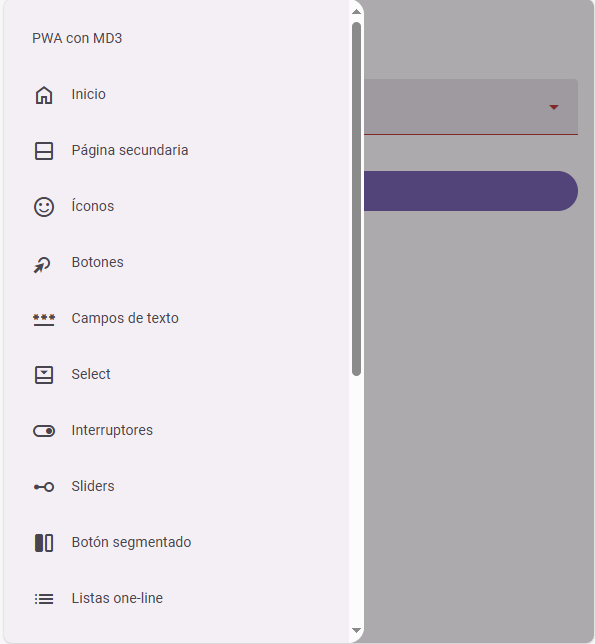 PWA con MD3
Inicio
Página secundaria
Íconos
Botones
Campos de texto
Select
Interruptores
Sliders
Botón segmentado
Listas one-line